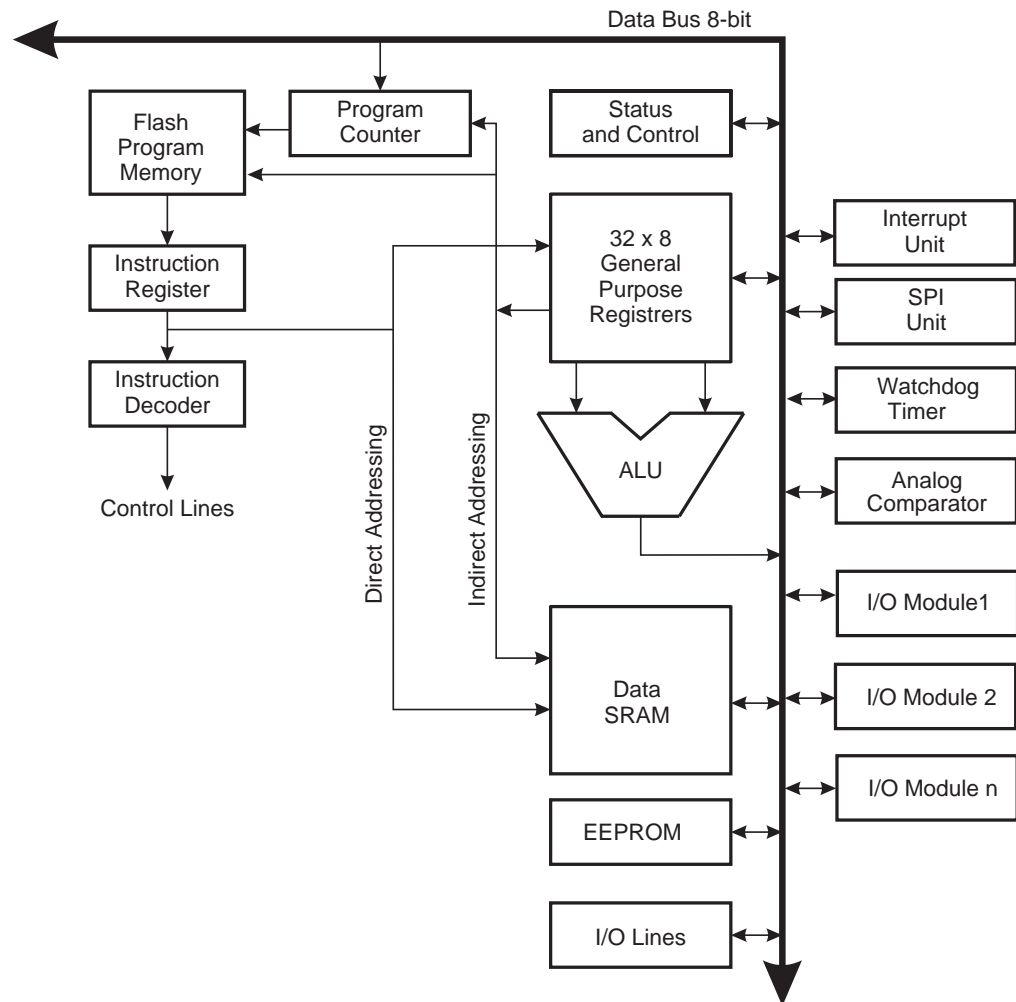 Data Bus 8-bit
Flash
Program
Memory
Program
Counter
Status
and Control
Interrupt
Unit
32 x 8
General
Purpose
Registrers
Instruction
Register
SPI
Unit
Instruction
Decoder
Watchdog
Timer
Direct Addressing
Indirect Addressing
ALU
Analog
Comparator
Control Lines
I/O Module1
Data
SRAM
I/O Module 2
I/O Module n
EEPROM
I/O Lines